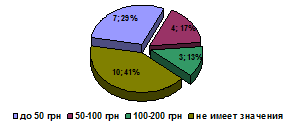 7; 29%
4; 17%
3; 13%
10; 41%
до 50 грн 50-100 грн 100-200 грн не имеет значения